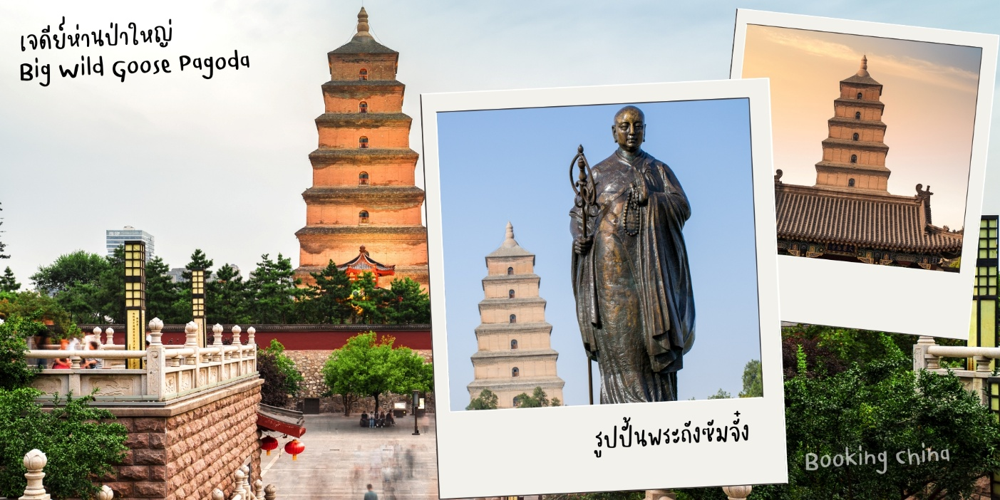 เจดีย์ห่านป่าใหญ่
Big Wild Goose Pagoda
รูปปั้นพระถังซัมจั๋ง
Booking china